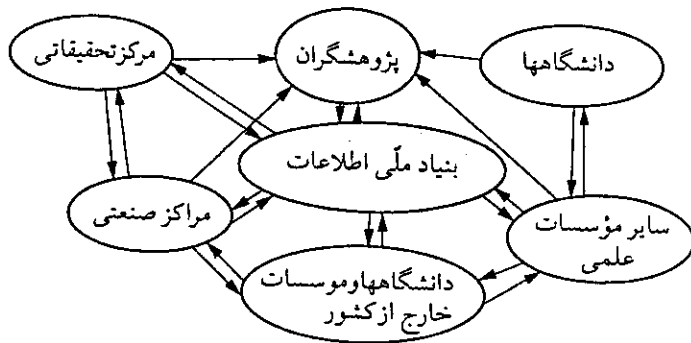 مرکزتحقیقاتی
پژوهشگران
دانشگاهها
بنیاد ملّی اطلاعات
مراکز صنعتی
سایر مؤسسات
علمی
دانشگاههاوموسسات
خارج ازکشور